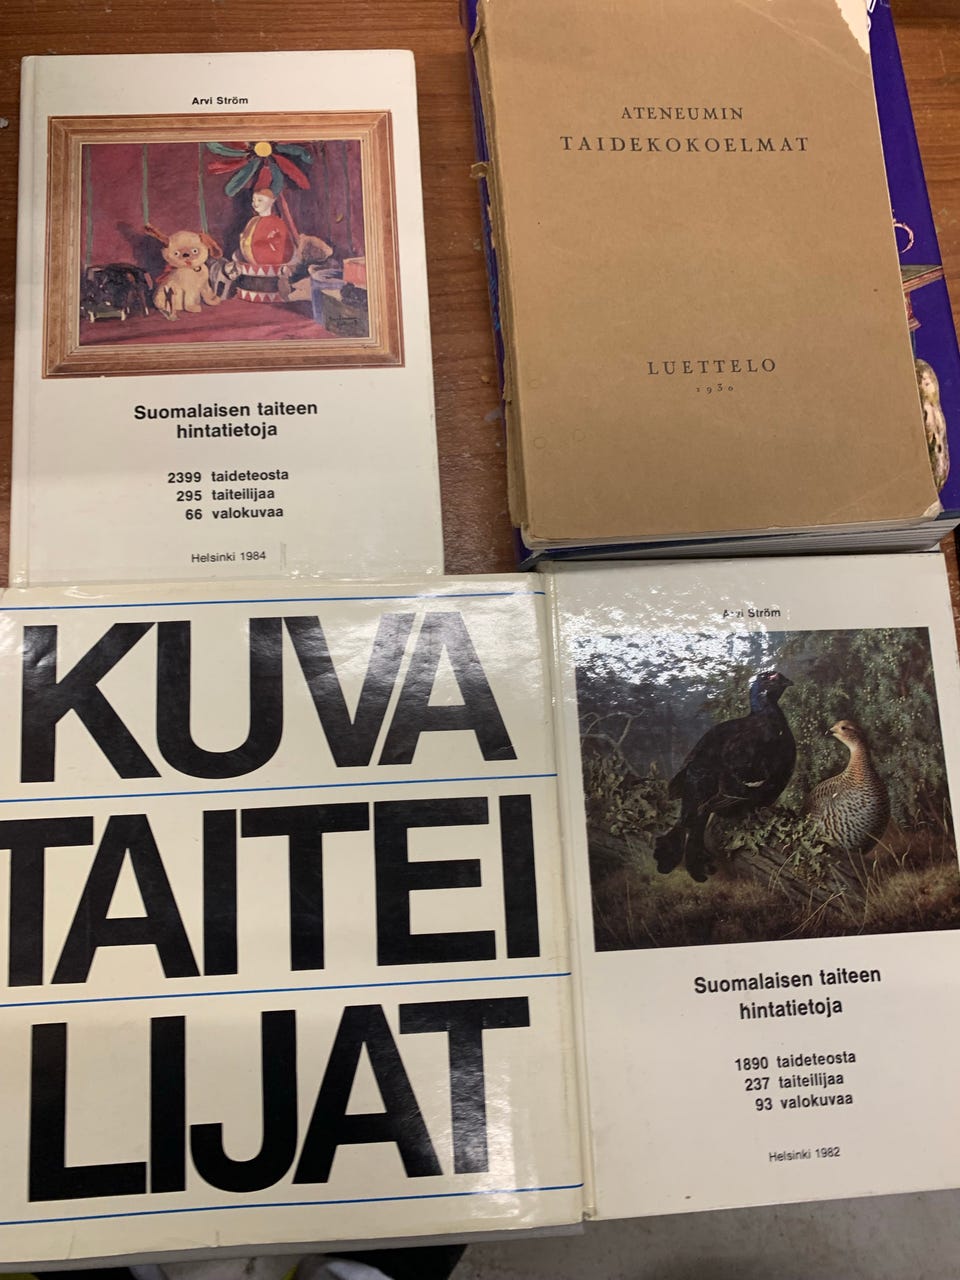 Arvi Ström
Suomalaisen taiteen
hintatietoja
2399 taideteosta
295 taiteilijaa
66 valokuvaa
Helsinki 1984
ATENEUMIN
TAIDEKOKOELMAT
LUETTELO
1930
KUVA
TAITEI
LIJAT
Arvi Ström
Suomalaisen taiteen
hintatietoja
1890 taideteosta
237 taiteilijaa
93 valokuvaa
Helsinki 1982